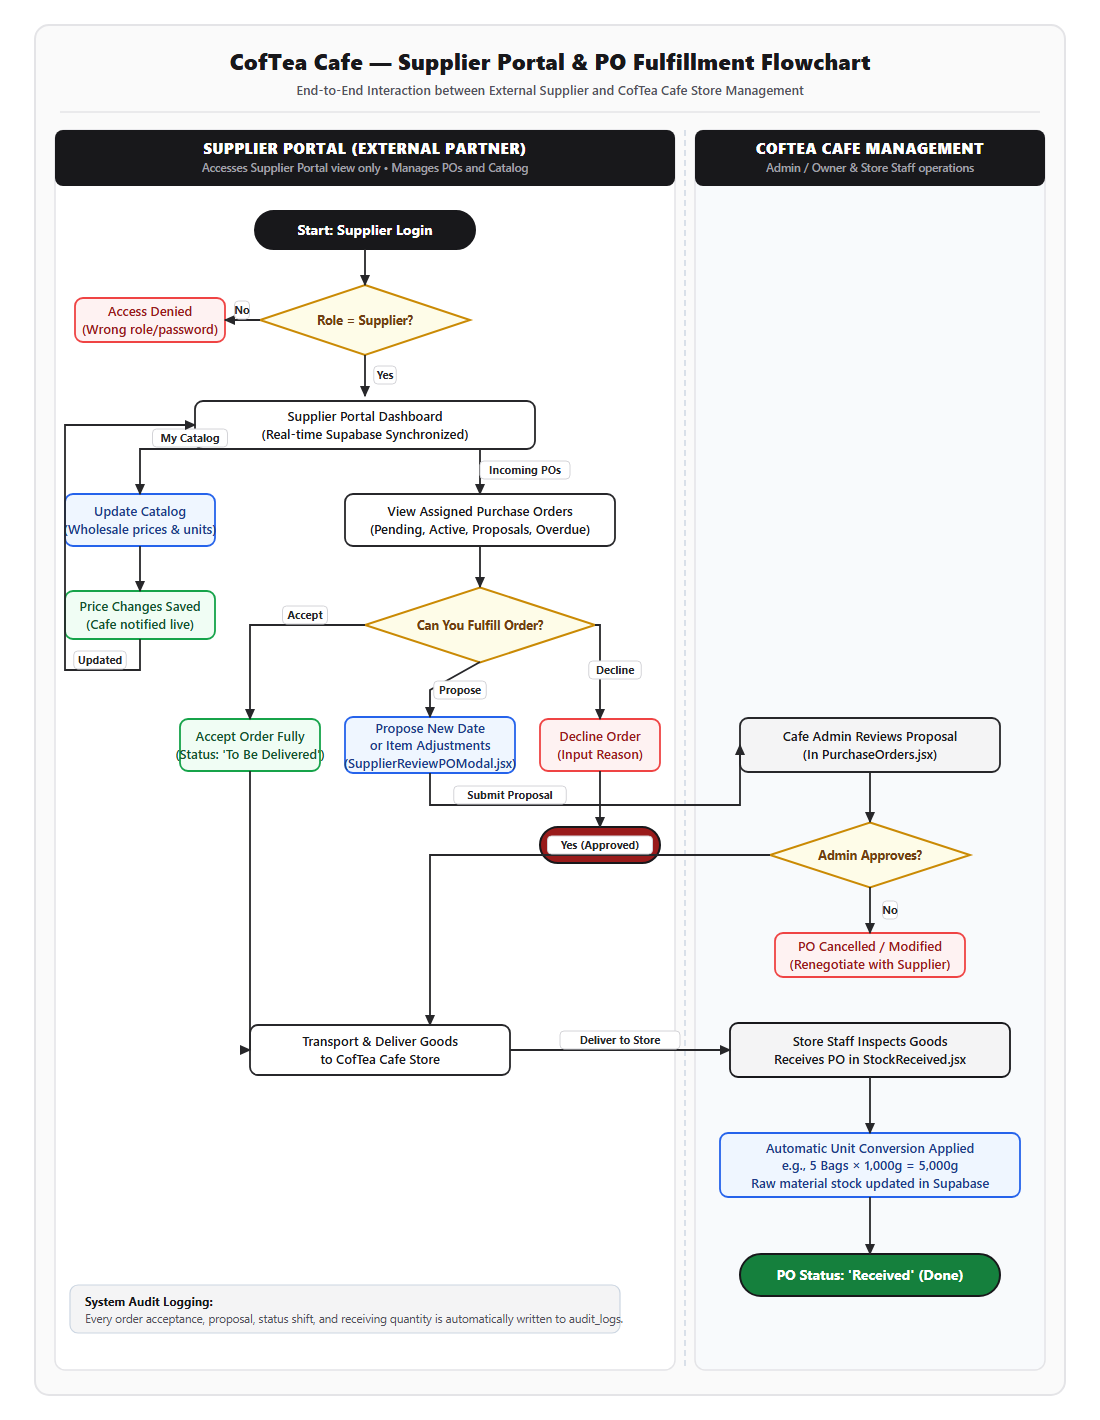 CofTea Cafe — Supplier Portal & PO Fulfillment Flowchart
End-to-End Interaction between External Supplier and CofTea Cafe Store Management
SUPPLIER PORTAL (EXTERNAL PARTNER)
Accesses Supplier Portal view only • Manages POs and Catalog
COFTEA CAFE MANAGEMENT
Admin / Owner & Store Staff operations
Start: Supplier Login
Role = Supplier?
No
Access Denied
(Wrong role/password)
Yes
Supplier Portal Dashboard
(Real-time Supabase Synchronized)
My Catalog
Incoming POs
Update Catalog
(Wholesale prices & units)
View Assigned Purchase Orders
(Pending, Active, Proposals, Overdue)
Price Changes Saved
(Cafe notified live)
Updated
Can You Fulfill Order?
Accept
Propose
Decline
Accept Order Fully
(Status: 'To Be Delivered')
Propose New Date
or Item Adjustments
(SupplierReviewPOModal.jsx)
Decline Order
(Input Reason)
Cafe Admin Reviews Proposal
(In PurchaseOrders.jsx)
Submit Proposal
Yes (Approved)
Admin Approves?
No
PO Cancelled / Modified
(Renegotiate with Supplier)
Transport & Deliver Goods
to CofTea Cafe Store
Deliver to Store
Store Staff Inspects Goods
Receives PO in StockReceived.jsx
Automatic Unit Conversion Applied
e.g., 5 Bags × 1,000g = 5,000g
Raw material stock updated in Supabase
PO Status: 'Received' (Done)
System Audit Logging:
Every order acceptance, proposal, status shift, and receiving quantity is automatically written to audit_logs.